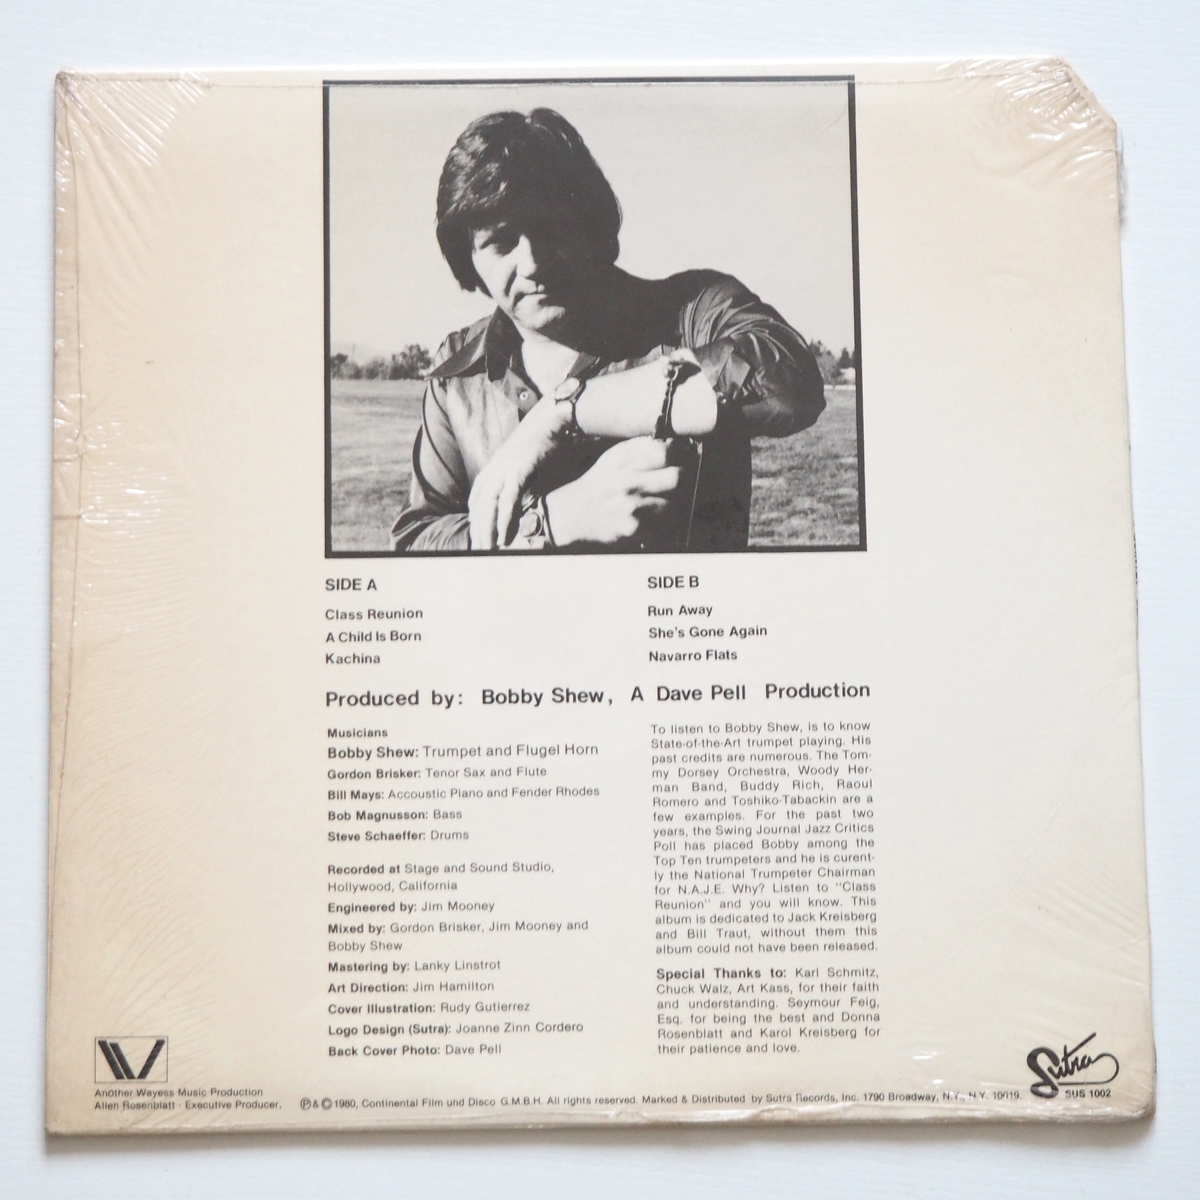 SIDE A
Class Reunion
A Child Is Born
Kachina
SIDE B
Run Away
She's Gone Again
Navarro Flats
Produced by: Bobby Shew, A Dave Pell Production
Musicians
Bobby Shew: Trumpet and Flugel Horn
Gordon Brisker: Tenor Sax and Flute
Bill Mays: Accoustic Piano and Fender Rhodes
Bob Magnusson: Bass
Steve Schaeffer: Drums
Recorded at Stage and Sound Studio,
Hollywood, California
Engineered by: Jim Mooney
Mixed by: Gordon Brisker, Jim Mooney and
Bobby Shew
Mastering by: Lanky Linstrot
Art Direction: Jim Hamilton
Cover Illustration: Rudy Gutierrez
Logo Design (Sutra): Joanne Zinn Cordero
Back Cover Photo: Dave Pell
To listen to Bobby Shew, is to know
State-of-the-Art trumpet playing. His
past credits are numerous. The Tom-
my Dorsey Orchestra, Woody Her-
man Band, Buddy Rich, Raoul
Romero and Toshiko-Tabackin are a
few examples. For the past two
years, the Swing Journal Jazz Critics
Poll has placed Bobby among the
Top Ten trumpeters and he is curent-
ly the National Trumpeter Chairman
for N.A.J.E. Why? Listen to "Class
Reunion" and you will know. This
album is dedicated to Jack Kreisberg
and Bill Traut, without them this
album could not have been released.
Special Thanks to: Karl Schmitz,
Chuck Walz, Art Kass, for their faith
and understanding. Seymour Feig,
Esq. for being the best and Donna
Rosenblatt and Karol Kreisberg for
their patience and love.
Another Wayess Music Production
Allen Rosenblatt - Executive Producer.
Ⓟ&©1980, Continental Film und Disco G.M.B.H. All rights reserved. Marked & Distributed by Sutra Records, Inc. 1790 Broadway, N.Y., N.Y. 10019.
Sutra
SUS 1002